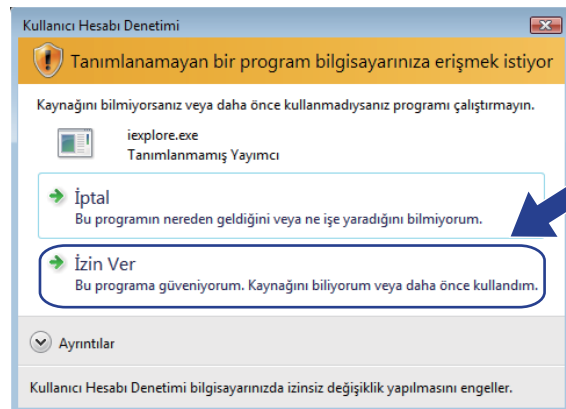 Kullanıcı Hesabı Denetimi
Tanımlanamayan bir program bilgisayarınıza erişmek istiyor
Kaynağını bilmiyorsanız veya daha önce kullanmadıysanız programı çalıştırmayın.
iexplore.exe
Tanımlanmamış Yayımcı
İptal
Bu programın nereden geldiğini veya ne işe yaradığını bilmiyorum.
İzin Ver
Bu programa güveniyorum. Kaynağını biliyorum veya daha önce kullandım.
Ayrıntılar
Kullanıcı Hesabı Denetimi bilgisayarınızda izinsiz değişiklik yapılmasını engeller.